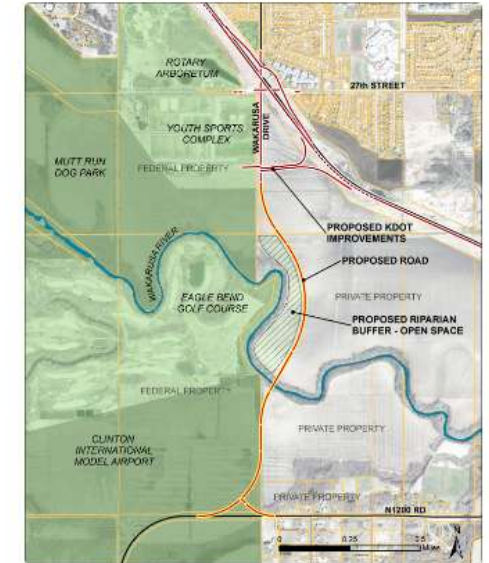 ROTARY
ARBORETUM
27th STREET
WAKARUSA
DRIVE
YOUTH SPORTS
COMPLEX
MUTT RUN
DOG PARK
FEDERAL PROPERTY
PROPOSED KDOT
IMPROVEMENTS
PROPOSED ROAD
WAKARUSA RIVER
EAGLE BEND
GOLF COURSE
PRIVATE PROPERTY
PROPOSED RIPARIAN
BUFFER - OPEN SPACE
FEDERAL PROPERTY
PRIVATE PROPERTY
CLINTON
INTERNATIONAL
MODEL AIRPORT
PRIVATE PROPERTY
N1200 RD
0 0.25 0.5
Miles
N